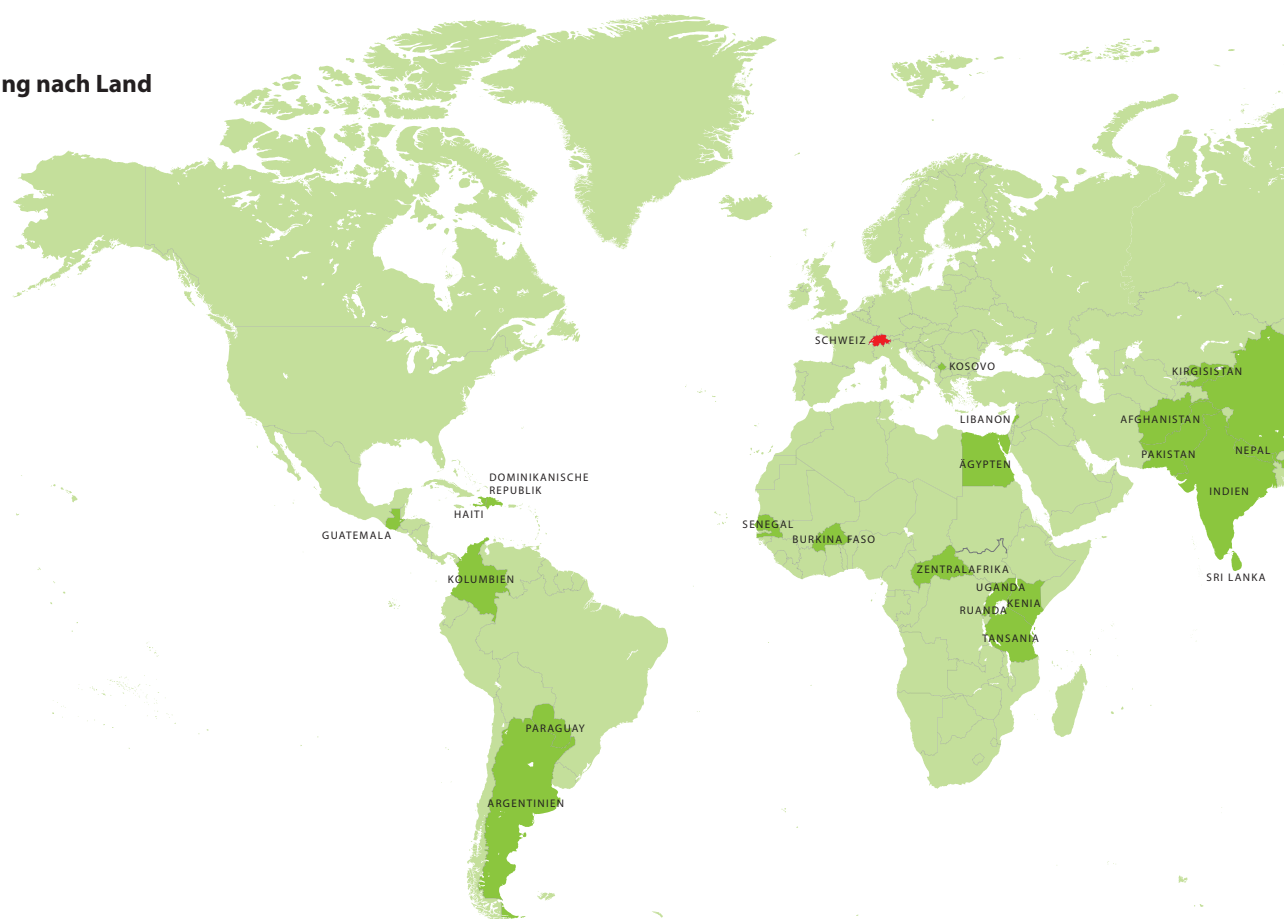 ng nach Land
SCHWEIZ
KOSOVO
KIRGISISTAN
LIBANON
AFGHANISTAN
ÄGYPTEN
PAKISTAN
NEPAL
DOMINIKANISCHE
REPUBLIK
HAITI
INDIEN
GUATEMALA
SENEGAL
BURKINA FASO
ZENTRALAFRIKA
SRI LANKA
KOLUMBIEN
UGANDA
RUANDA
KENIA
TANSANIA
PARAGUAY
ARGENTINIEN